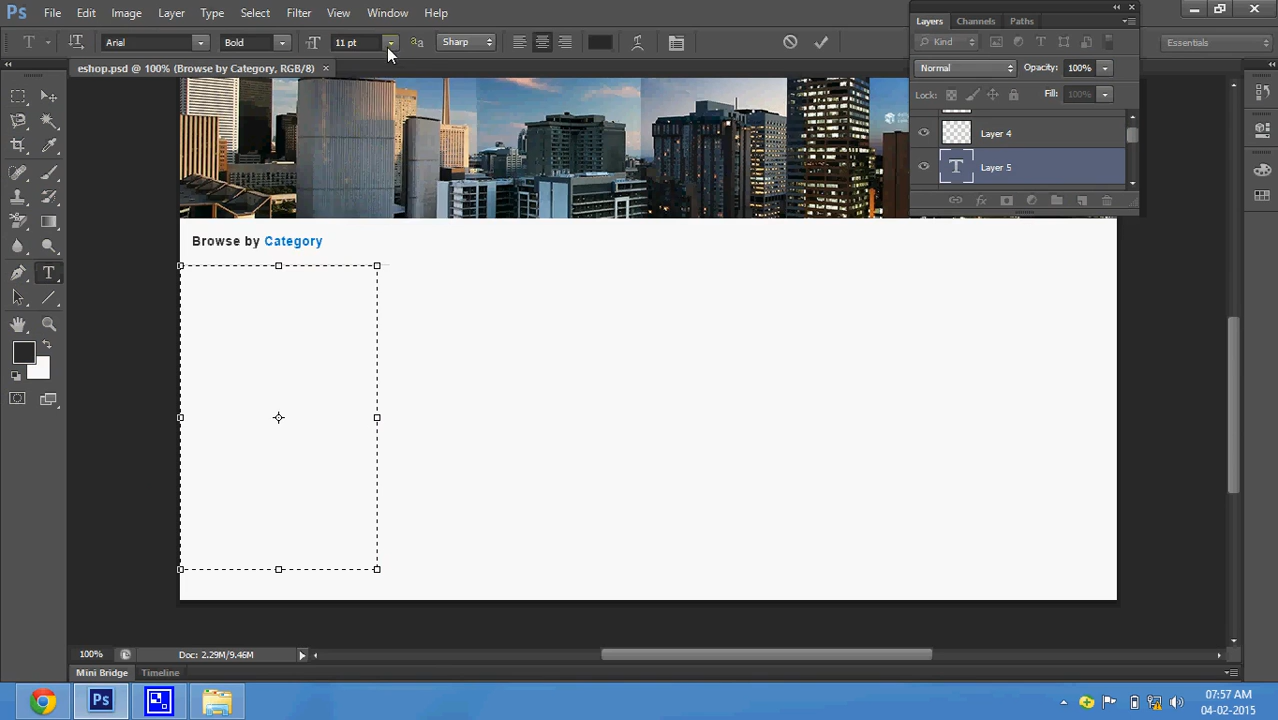 Ps File Edit Image Layer Type Select Filter View Window Help
T Arial Bold 11 pt aa Sharp Essentials
eshop.psd @ 100% (Browse by Category, RGB/8) ×
Layers Channels Paths
Kind
Normal Opacity: 100%
Lock: Fill: 100%
Layer 4
T Layer 5
Browse by Category
100% Doc: 2.29M/9.46M
Mini Bridge Timeline
Ps 07:57 AM
04-02-2015